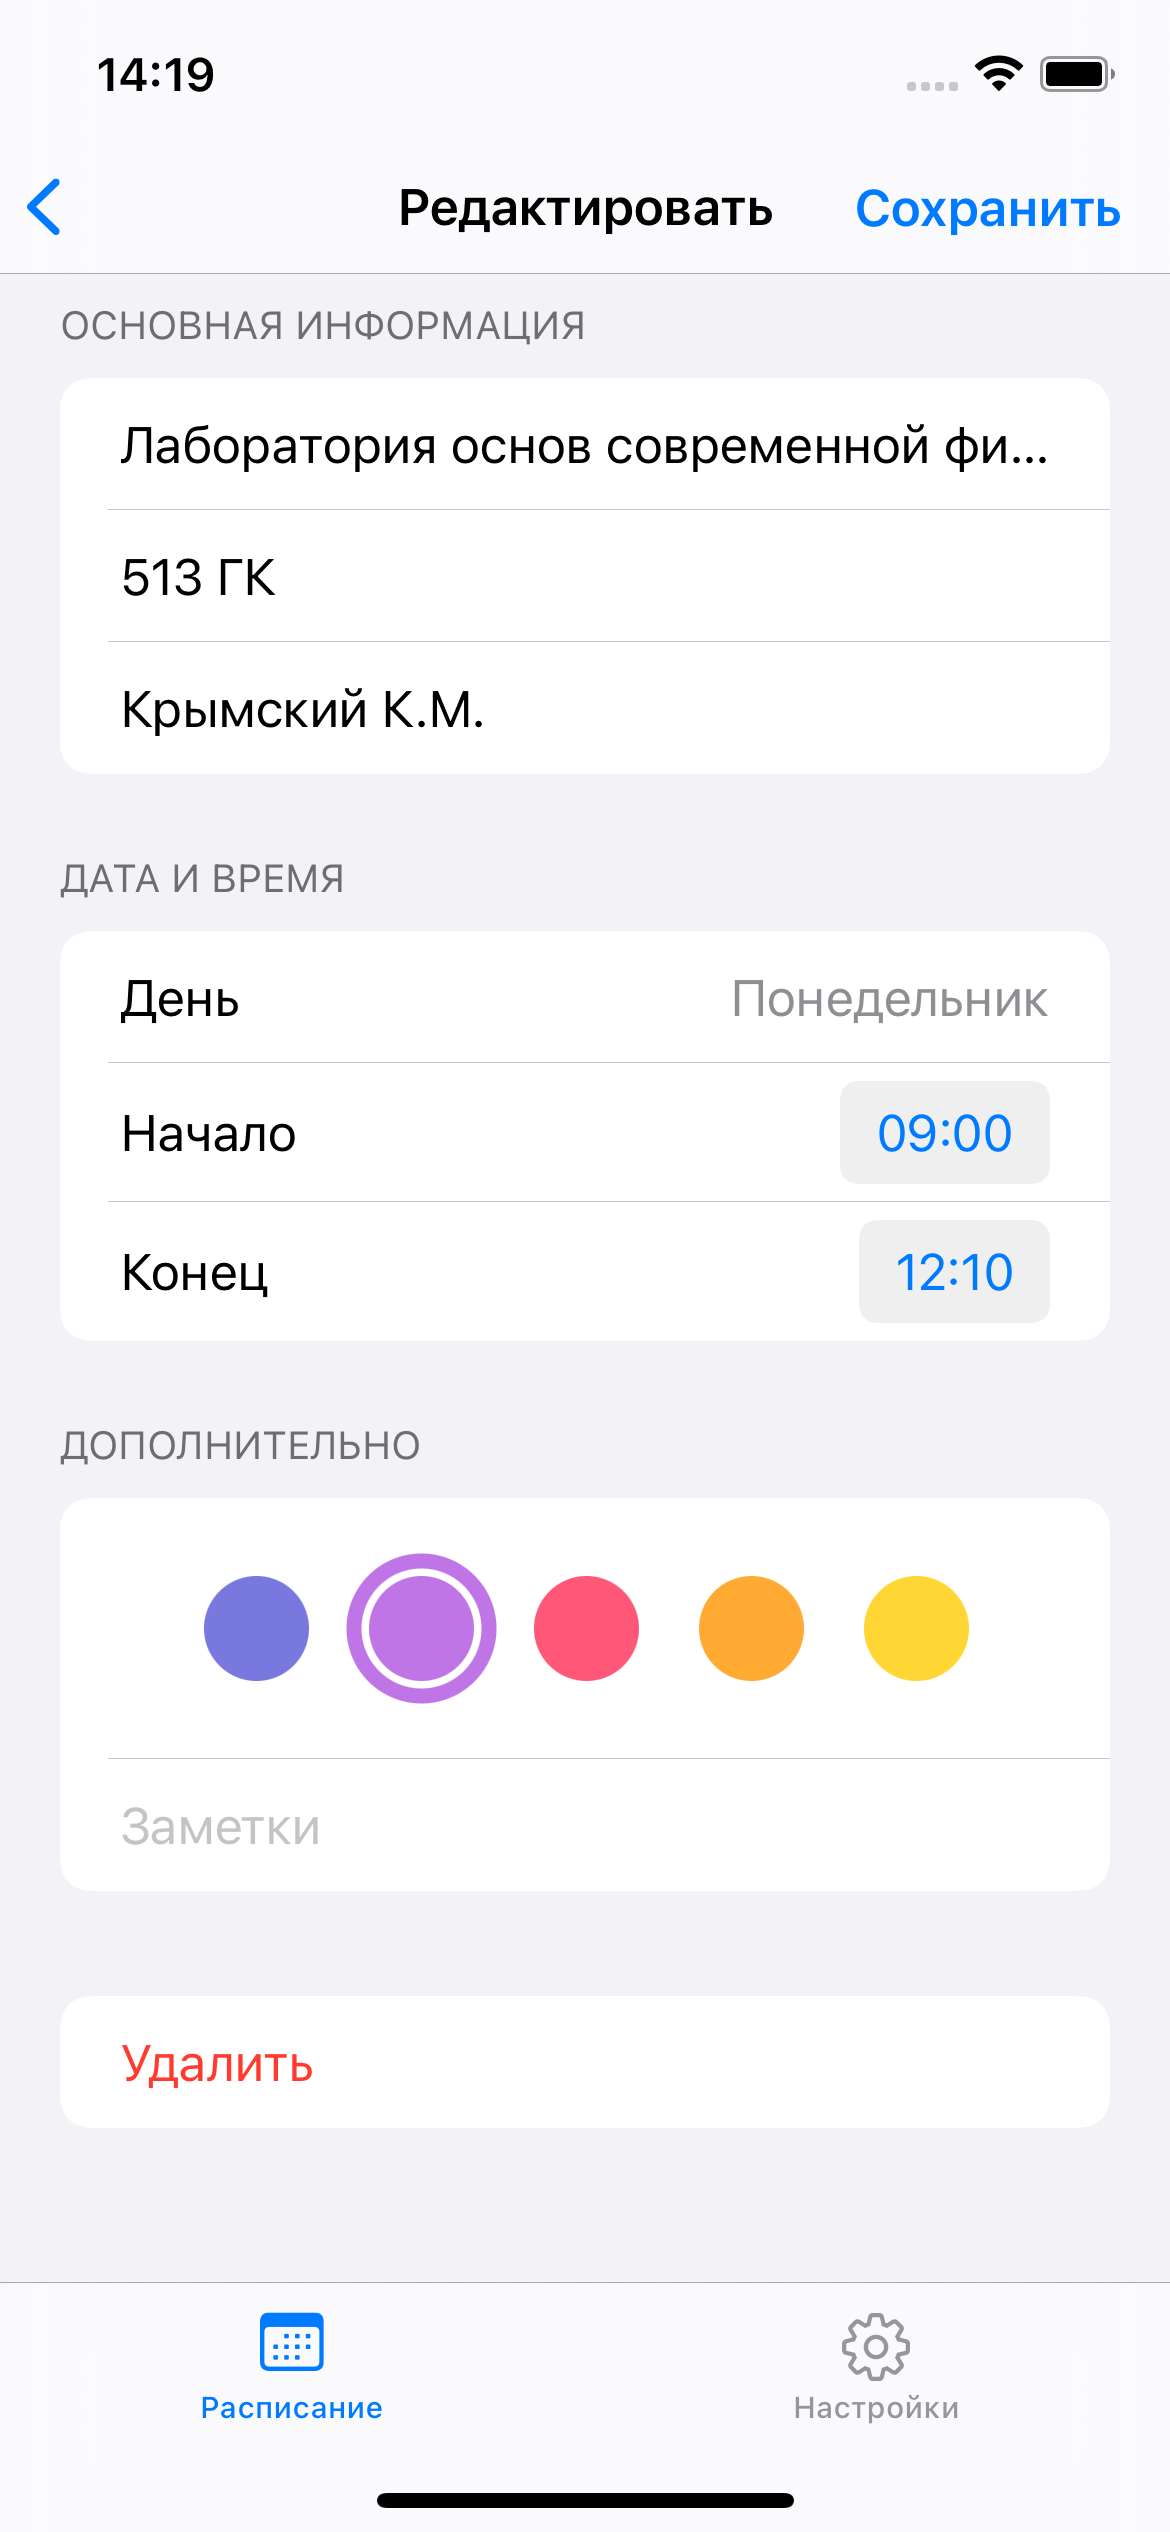 14:19
Редактировать
Сохранить
ОСНОВНАЯ ИНФОРМАЦИЯ
Лаборатория основ современной фи...
513 ГК
Крымский К.М.
ДАТА И ВРЕМЯ
День Понедельник
Начало 09:00
Конец 12:10
ДОПОЛНИТЕЛЬНО
Заметки
Удалить
Расписание Настройки